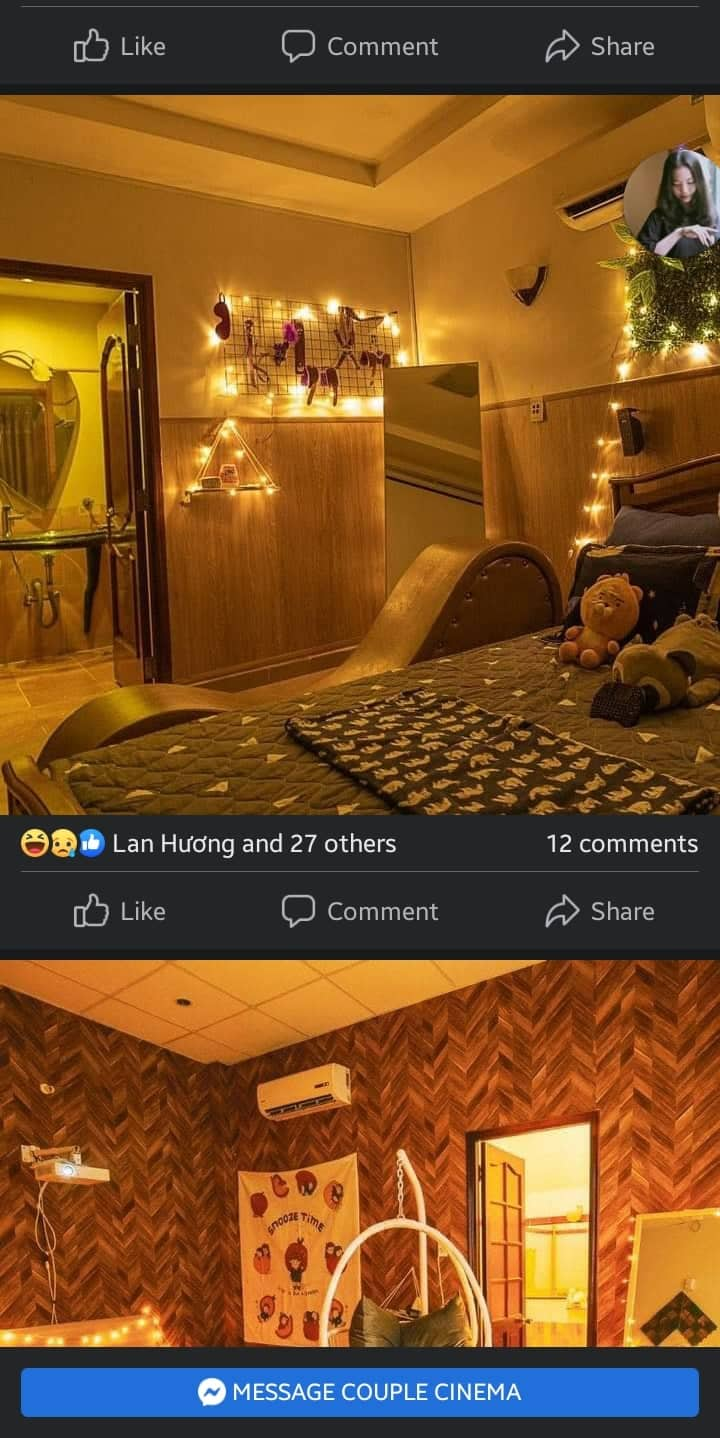 Like Comment Share
Lan Hương and 27 others 12 comments
Like Comment Share
SNOOZE TIME
MESSAGE COUPLE CINEMA